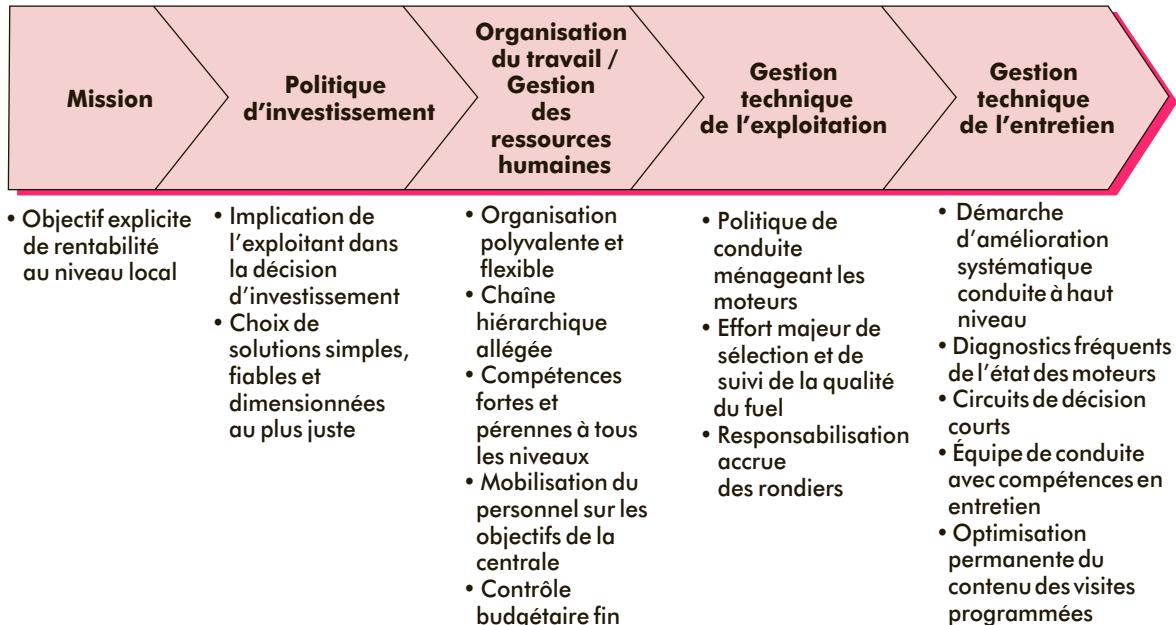 Mission
Politique
d'investissement
Organisation
du travail /
Gestion
des
ressources
humaines
Gestion
technique
de l'exploitation
Gestion
technique
de l'entretien
• Objectif explicite
de rentabilité
au niveau local
• Implication de
l'exploitant dans
la décision
d'investissement
• Choix de
solutions simples,
fiables et
dimensionnées
au plus juste
• Organisation
polyvalente et
flexible
• Chaîne
hiérarchique
allégée
• Compétences
fortes et
pérennes à tous
les niveaux
• Mobilisation du
personnel sur les
objectifs de la
centrale
• Contrôle
budgétaire fin
• Politique de
conduite
ménageant les
moteurs
• Effort majeur de
sélection et de
suivi de la qualité
du fuel
• Responsabilisation
accrue
des rondiers
• Démarche
d'amélioration
systématique
conduite à haut
niveau
• Diagnostics fréquents
de l'état des moteurs
• Circuits de décision
courts
• Équipe de conduite
avec compétences en
entretien
• Optimisation
permanente du
contenu des visites
programmées